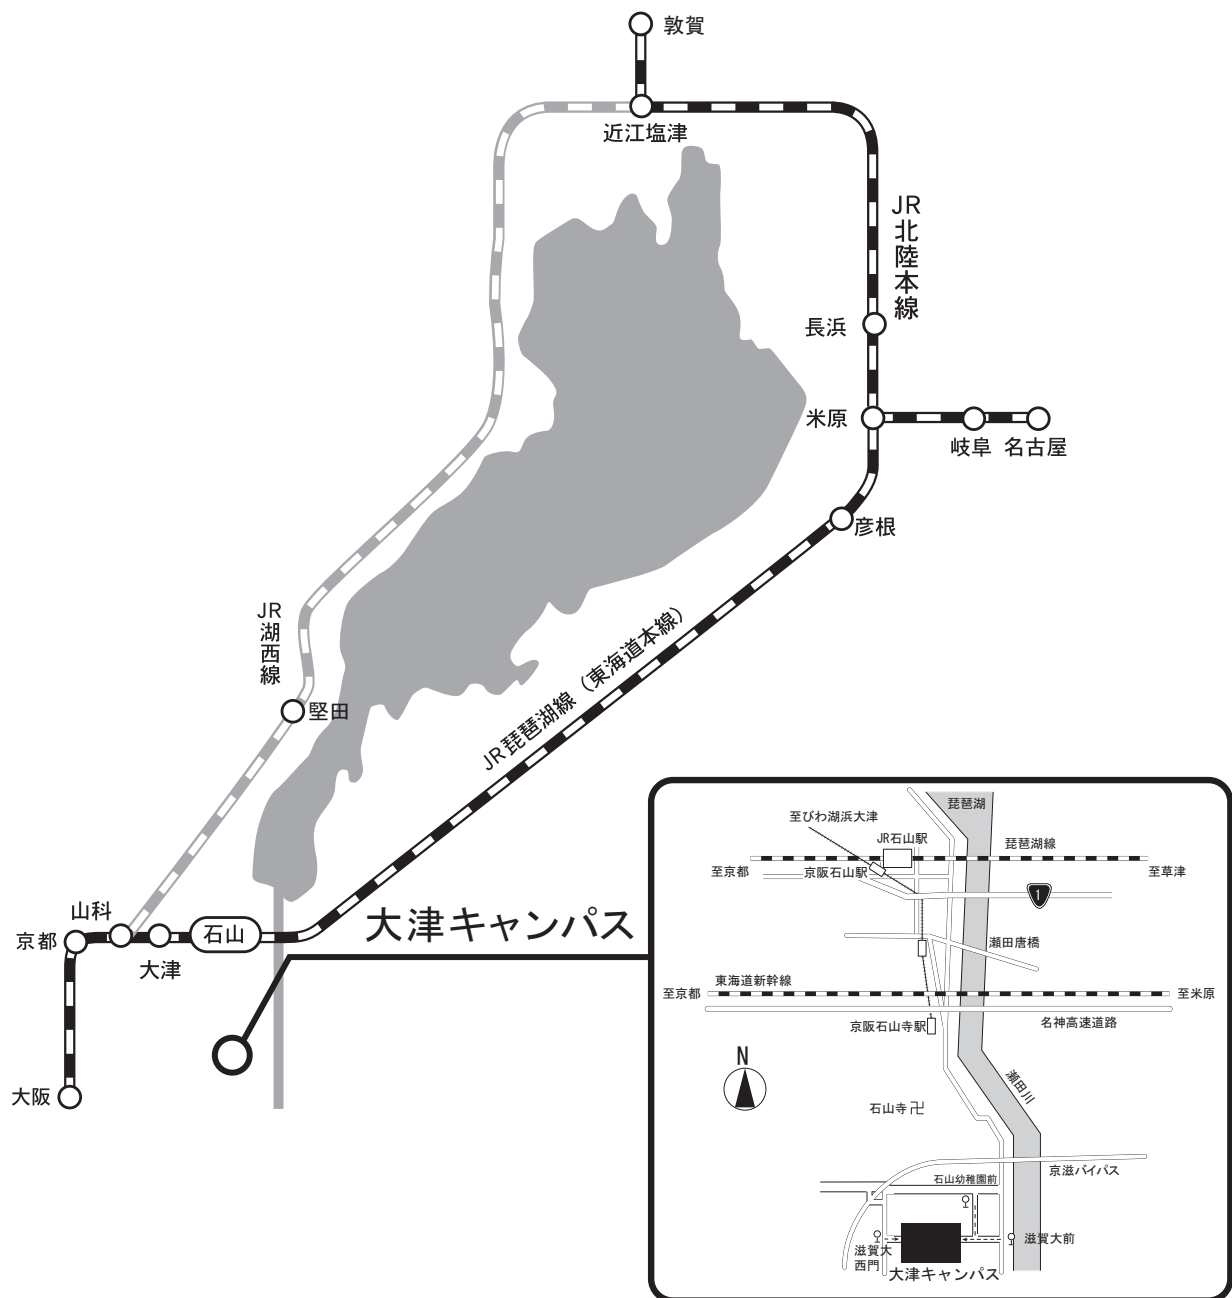 敦賀
近江塩津
JR北陸本線
長浜
米原
岐阜
名古屋
彦根
JR湖西線
堅田
JR琵琶湖線（東海道本線）
山科
京都
大津
石山
大阪
大津キャンパス
琵琶湖
至びわ湖浜大津
JR石山駅
琵琶湖線
至京都
京阪石山駅
至草津
1
瀬田唐橋
東海道新幹線
至京都
至米原
京阪石山寺駅
名神高速道路
N
瀬田川
石山寺卍
京滋バイパス
石山幼稚園前
滋賀大
西門
滋賀大前
大津キャンパス